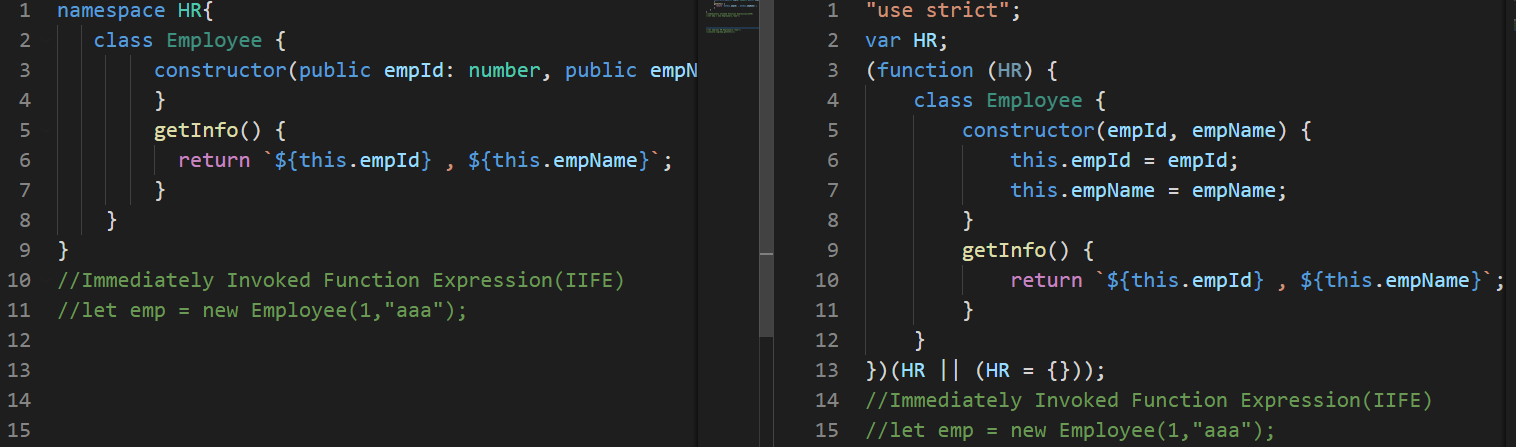 1 namespace HR{
2 class Employee {
3 constructor(public empId: number, public empN
4 }
5 getInfo() {
6 return `${this.empId} , ${this.empName}`;
7 }
8 }
9 }
10 //Immediately Invoked Function Expression(IIFE)
11 //let emp = new Employee(1,"aaa");
12
13
14
15
1 "use strict";
2 var HR;
3 (function (HR) {
4 class Employee {
5 constructor(empId, empName) {
6 this.empId = empId;
7 this.empName = empName;
8 }
9 getInfo() {
10 return `${this.empId} , ${this.empName}`;
11 }
12 }
13 })(HR || (HR = {}));
14 //Immediately Invoked Function Expression(IIFE)
15 //let emp = new Employee(1,"aaa");